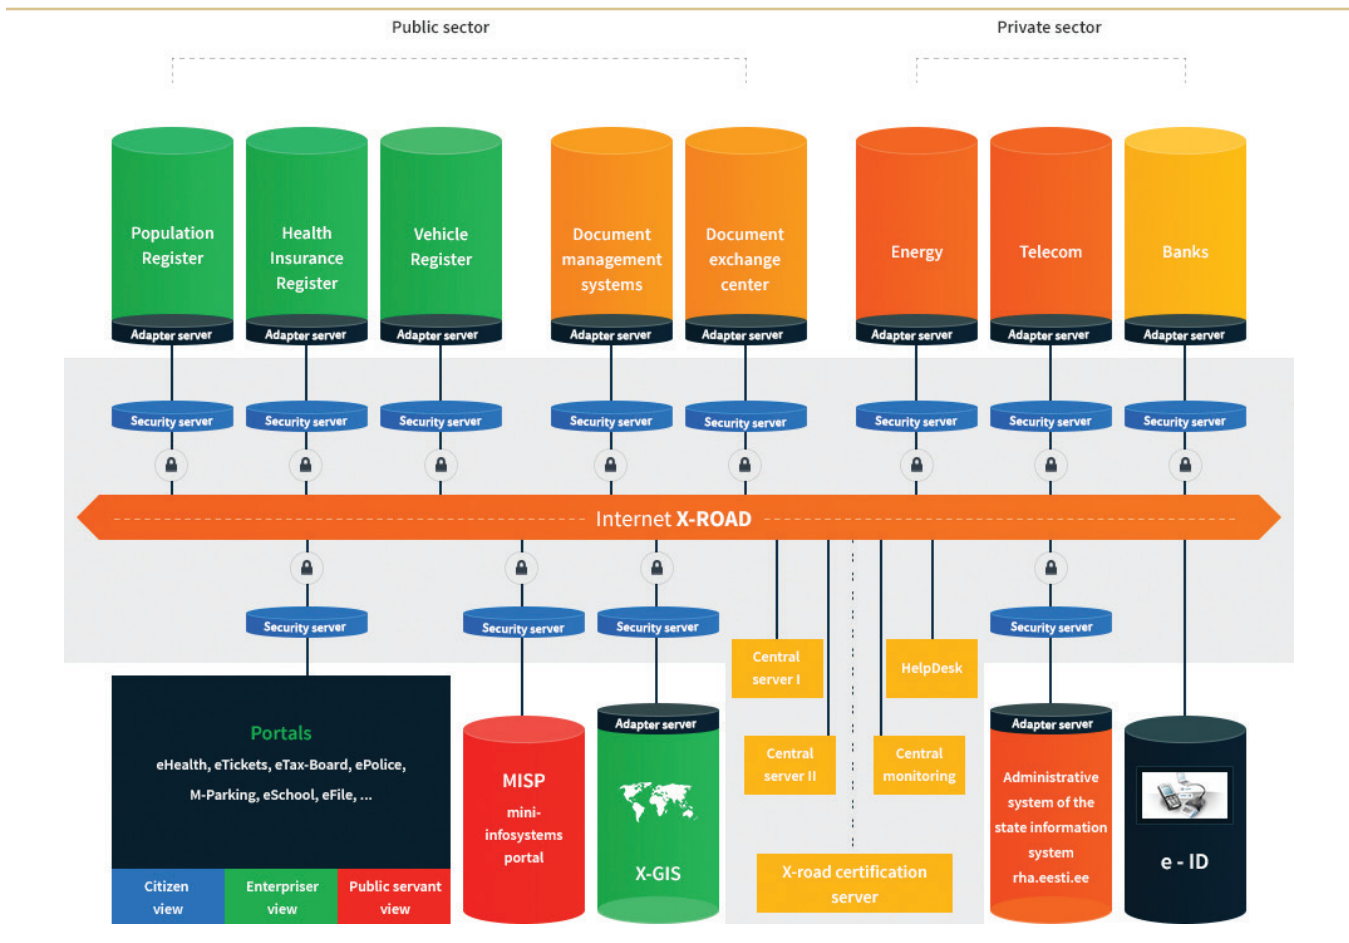 Public sector
Private sector
Population
Register
Health
Insurance
Register
Vehicle
Register
Document
management
systems
Document
exchange
center
Energy
Telecom
Banks
Adapter server
Adapter server
Adapter server
Adapter server
Adapter server
Adapter server
Adapter server
Adapter server
Security server
Security server
Security server
Security server
Security server
Security server
Security server
Security server
Internet X-ROAD
Security server
Security server
Security server
Security server
Portals
eHealth, eTickets, eTax-Board, ePolice,
M-Parking, eSchool, eFile, ...
Citizen
view
Enterpriser
view
Public servant
view
MISP
mini-
infosystems
portal
Adapter server
X-GIS
Central
server I
HelpDesk
Central
server II
Central
monitoring
X-road certification
server
Adapter server
Administrative
system of the
state information
system
rha.eesti.ee
e - ID